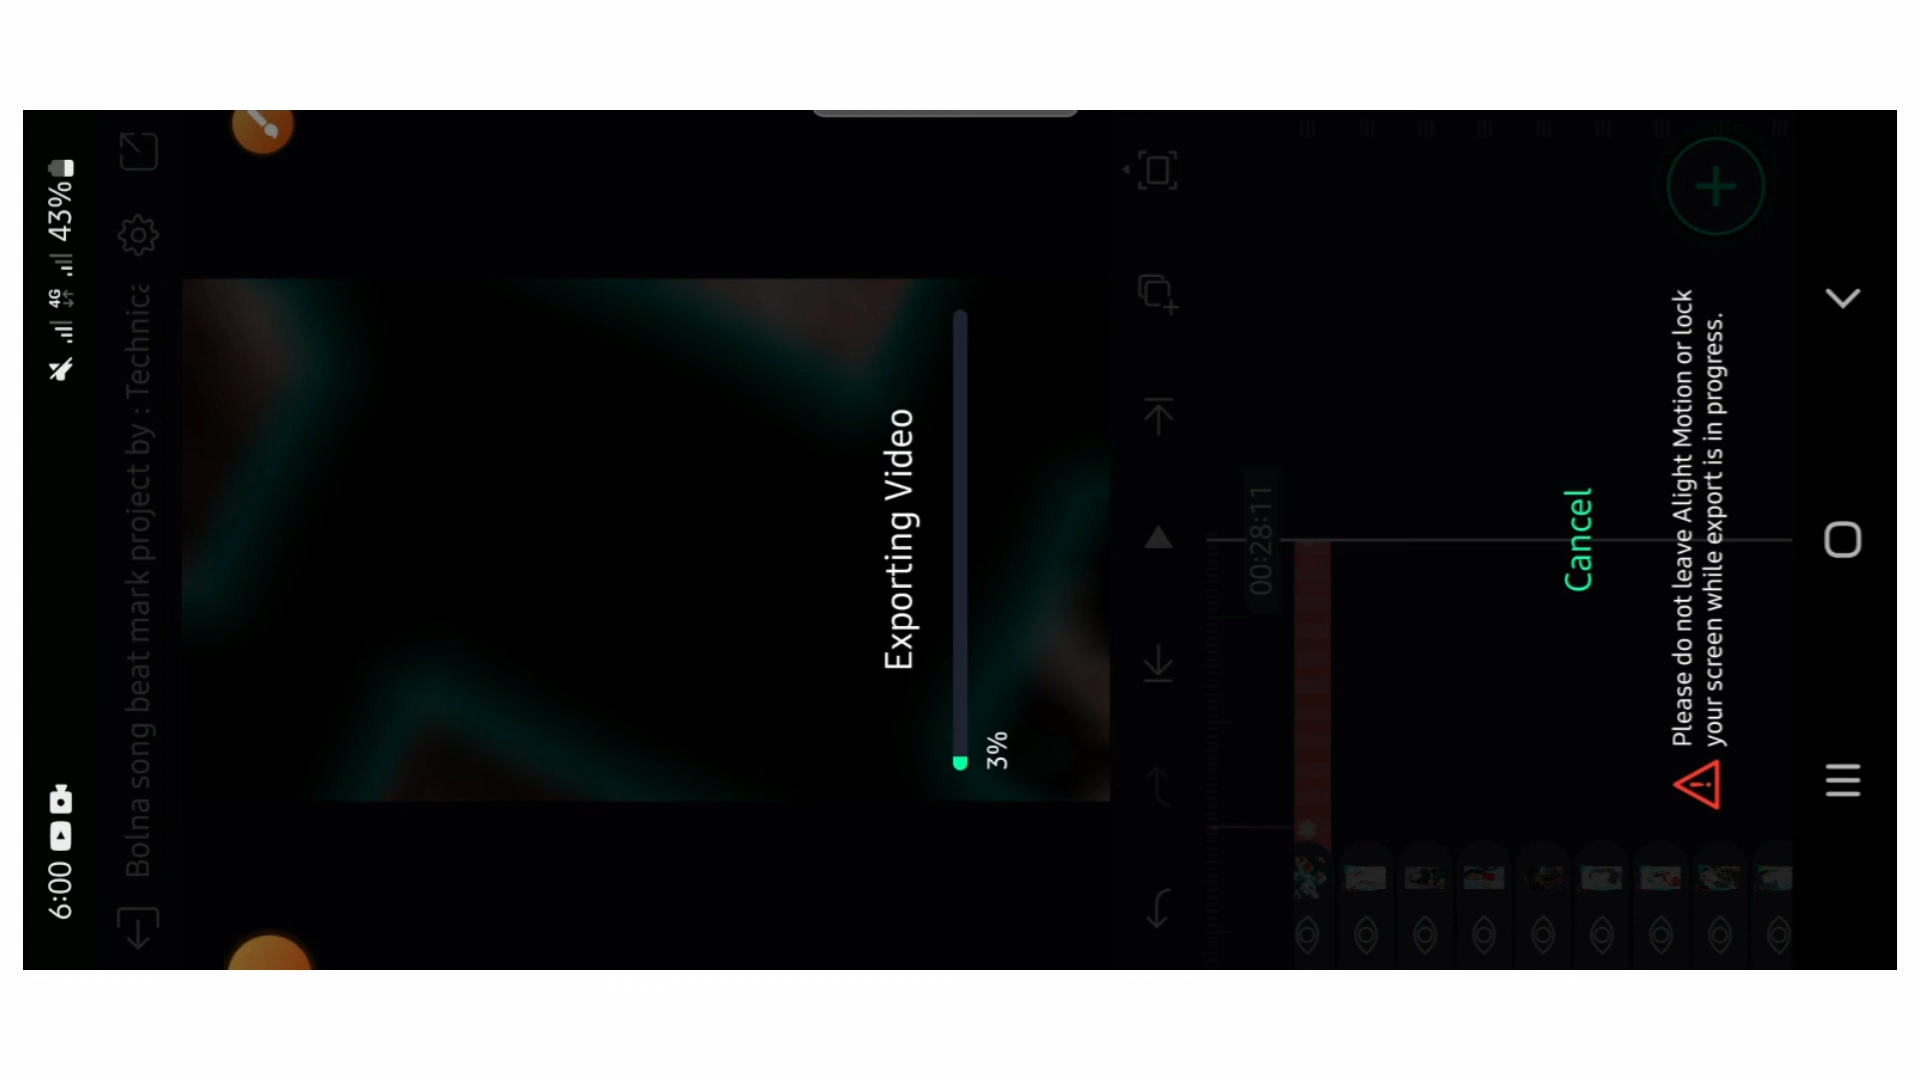 6:00
4G
43%
Bolna song beat mark project by : Technic
Exporting Video
3%
00:28:11
Cancel
Please do not leave Alight Motion or lock
your screen while export is in progress.